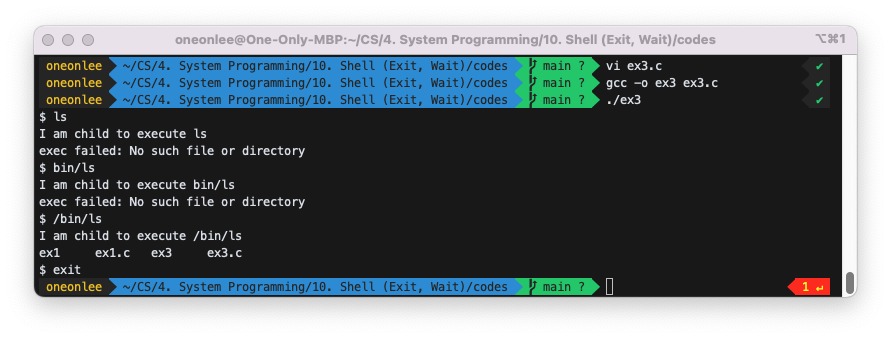 oneonlee@One-Only-MBP:~/CS/4. System Programming/10. Shell (Exit, Wait)/codes ⌥⌘1
oneonlee ~/CS/4. System Programming/10. Shell (Exit, Wait)/codes main ? vi ex3.c ✔
oneonlee ~/CS/4. System Programming/10. Shell (Exit, Wait)/codes main ? gcc -o ex3 ex3.c ✔
oneonlee ~/CS/4. System Programming/10. Shell (Exit, Wait)/codes main ? ./ex3 ✔
$ ls
I am child to execute ls
exec failed: No such file or directory
$ bin/ls
I am child to execute bin/ls
exec failed: No such file or directory
$ /bin/ls
I am child to execute /bin/ls
ex1 ex1.c ex3 ex3.c
$ exit
oneonlee ~/CS/4. System Programming/10. Shell (Exit, Wait)/codes main ? 1 ↵